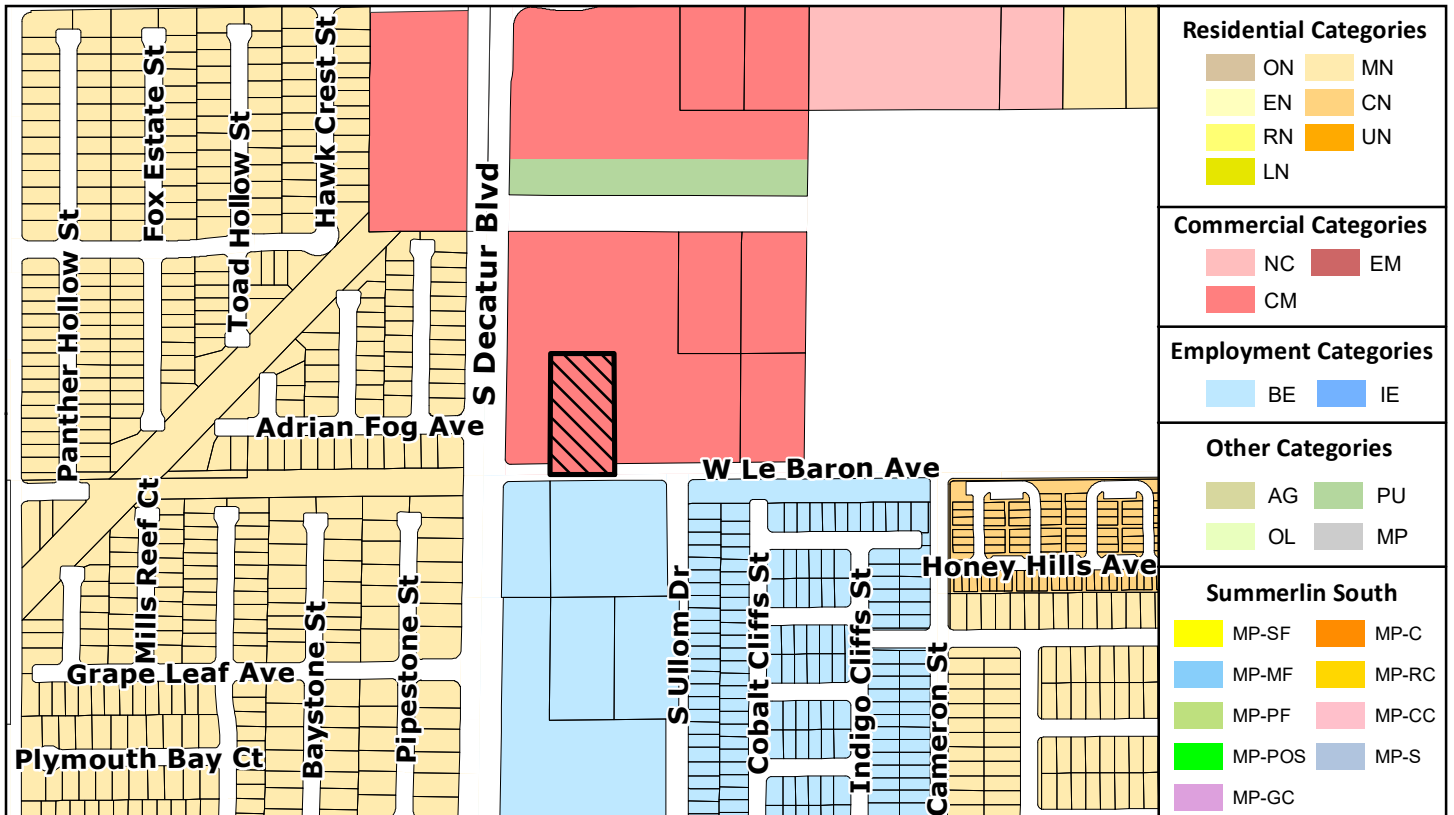 Panther Hollow St
Fox Estate St
Toad Hollow St
Hawk Crest St
S Decatur Blvd
Adrian Fog Ave
W Le Baron Ave
Mills Reef Ct
Honey Hills Ave
Grape Leaf Ave
Baystone St
Pipestone St
S Ullom Dr
Cobalt Cliffs St
Indigo Cliffs St
Cameron St
Plymouth Bay Ct
Residential Categories
ON MN
EN CN
RN UN
LN
Commercial Categories
NC EM
CM
Employment Categories
BE IE
Other Categories
AG PU
OL MP
Summerlin South
MP-SF MP-C
MP-MF MP-RC
MP-PF MP-CC
MP-POS MP-S
MP-GC